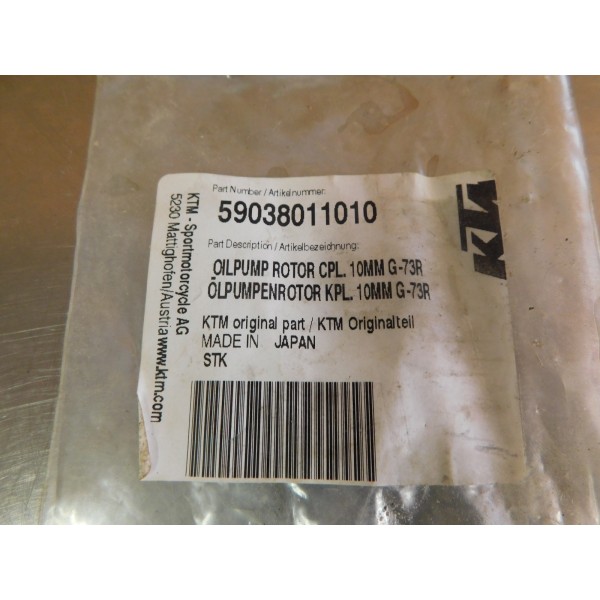 Part Number / Artikelnummer:
59038011010
Part Description / Artikelbezeichnung:
OILPUMP ROTOR CPL. 10MM G-73R
ÖLPUMPENROTOR KPL. 10MM G-73R
KTM original part / KTM Originalteil
MADE IN JAPAN
STK
KTM - Sportmotorcycle AG
5230 Mattighofen/Austria www.ktm.com
KTM